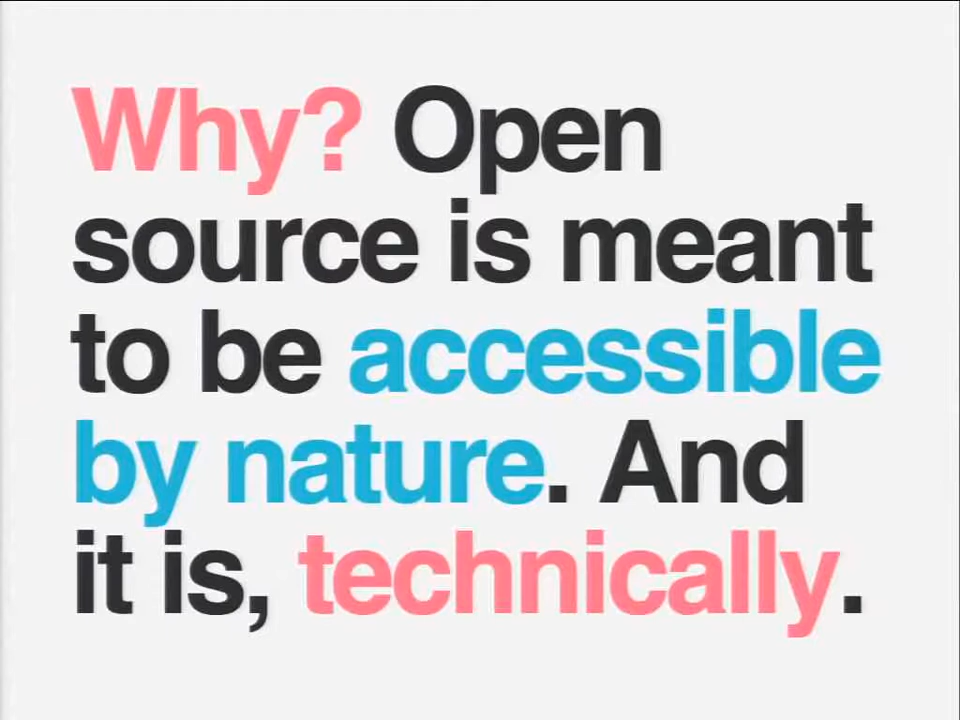 Why? Open
source is meant
to be accessible
by nature. And
it is, technically.